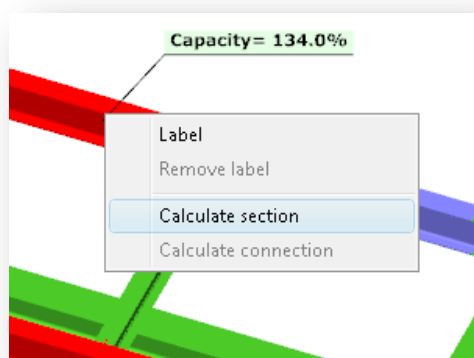 Capacity= 134.0%
Label
Remove label
Calculate section
Calculate connection